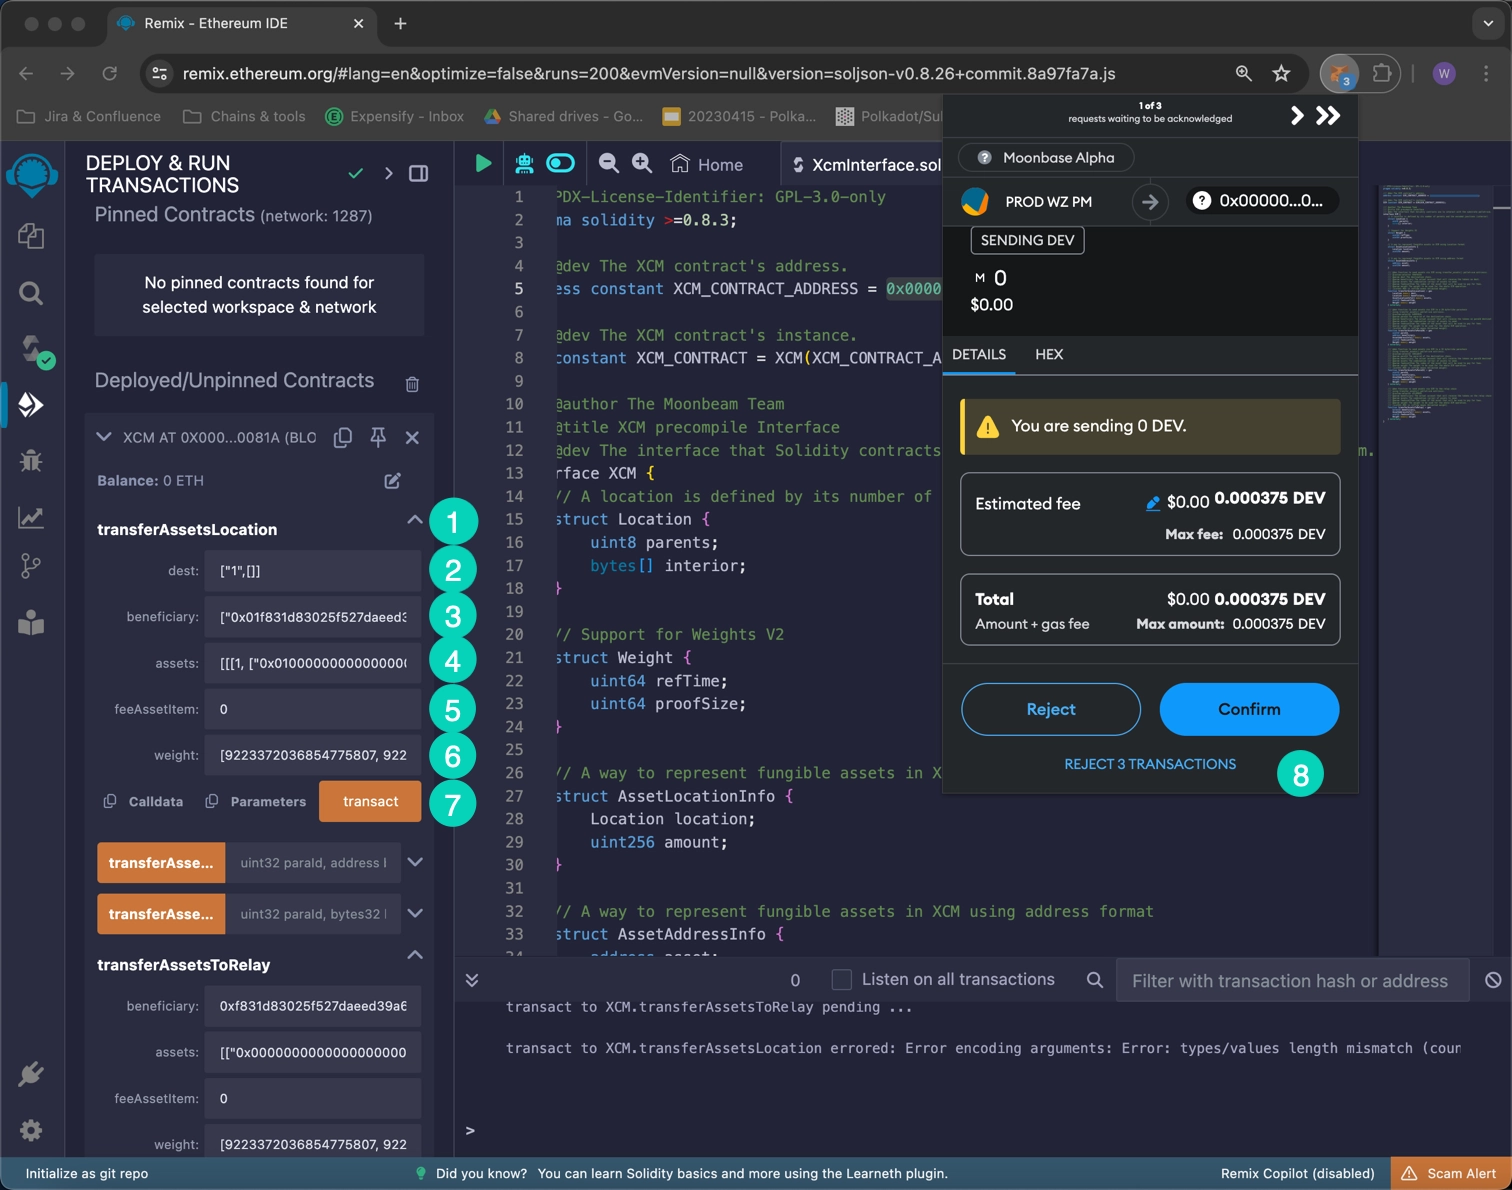 Remix - Ethereum IDE
remix.ethereum.org/#lang=en&optimize=false&runs=200&evmVersion=null&version=soljson-v0.8.26+commit.8a97fa7a.js
3
W
Jira & Confluence
Chains & tools
Expensify - Inbox
Shared drives - Go...
20230415 - Polka...
Polkadot/Su
DEPLOY & RUN
TRANSACTIONS
Pinned Contracts (network: 1287)
No pinned contracts found for
selected workspace & network
Deployed/Unpinned Contracts
XCM AT 0X000...0081A (BLO
Balance: 0 ETH
transferAssetsLocation
1
dest: ["1",[]]
2
beneficiary: ["0x01f831d83025f527daeed3
3
assets: [[[1, ["0x0100000000000000
4
feeAssetItem: 0
5
weight: [9223372036854775807, 922
6
Calldata
Parameters
transact
7
transferAsse... uint32 paraId, address
transferAsse... uint32 paraId, bytes32
transferAssetsToRelay
beneficiary: 0xf831d83025f527daeed39a6
assets: [["0x0000000000000000000
feeAssetItem: 0
weight: [9223372036854775807, 922
Home
XcmInterface.sol
1 PDX-License-Identifier: GPL-3.0-only
2 ma solidity >=0.8.3;
3
4 @dev The XCM contract's address.
5 ess constant XCM_CONTRACT_ADDRESS = 0x0000
6
7 @dev The XCM contract's instance.
8 constant XCM_CONTRACT = XCM(XCM_CONTRACT_A
9
10 @author The Moonbeam Team
11 @title XCM precompile Interface
12 @dev The interface that Solidity contracts m.
13 rface XCM {
14 // A location is defined by its number of
15 struct Location {
16 uint8 parents;
17 bytes[] interior;
18 }
19
20 // Support for Weights V2
21 struct Weight {
22 uint64 refTime;
23 uint64 proofSize;
24 }
25
26 // A way to represent fungible assets in X
27 struct AssetLocationInfo {
28 Location location;
29 uint256 amount;
30 }
31
32 // A way to represent fungible assets in XCM using address format
33 struct AssetAddressInfo {
34 address asset;
1 of 3
requests waiting to be acknowledged
Moonbase Alpha
PROD WZ PM
0x00000...0...
SENDING DEV
M 0
$0.00
DETAILS
HEX
You are sending 0 DEV.
Estimated fee $0.00 0.000375 DEV
Max fee: 0.000375 DEV
Total $0.00 0.000375 DEV
Amount + gas fee Max amount: 0.000375 DEV
Reject
Confirm
REJECT 3 TRANSACTIONS
8
0
Listen on all transactions
Filter with transaction hash or address
transact to XCM.transferAssetsToRelay pending ...
transact to XCM.transferAssetsLocation errored: Error encoding arguments: Error: types/values length mismatch (coun
>
Initialize as git repo
Did you know? You can learn Solidity basics and more using the Learneth plugin.
Remix Copilot (disabled)
Scam Alert